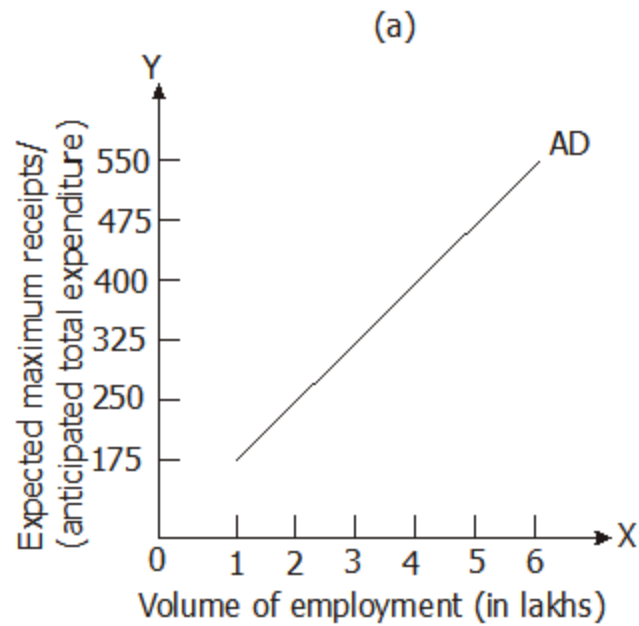 (a)
Y
Expected maximum receipts/
(anticipated total expenditure)
AD
550
475
400
325
250
175
0 1 2 3 4 5 6 X
Volume of employment (in lakhs)